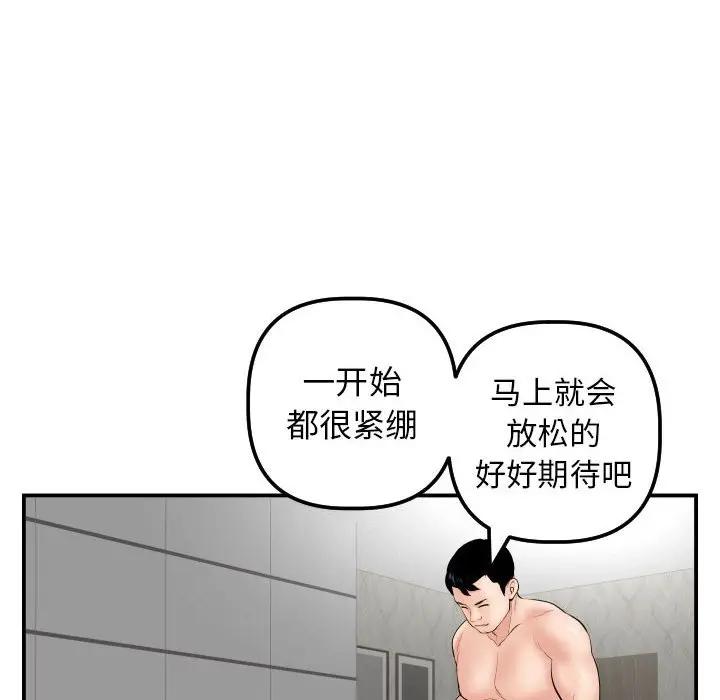 一开始
都很紧绷
马上就会
放松的
好好期待吧